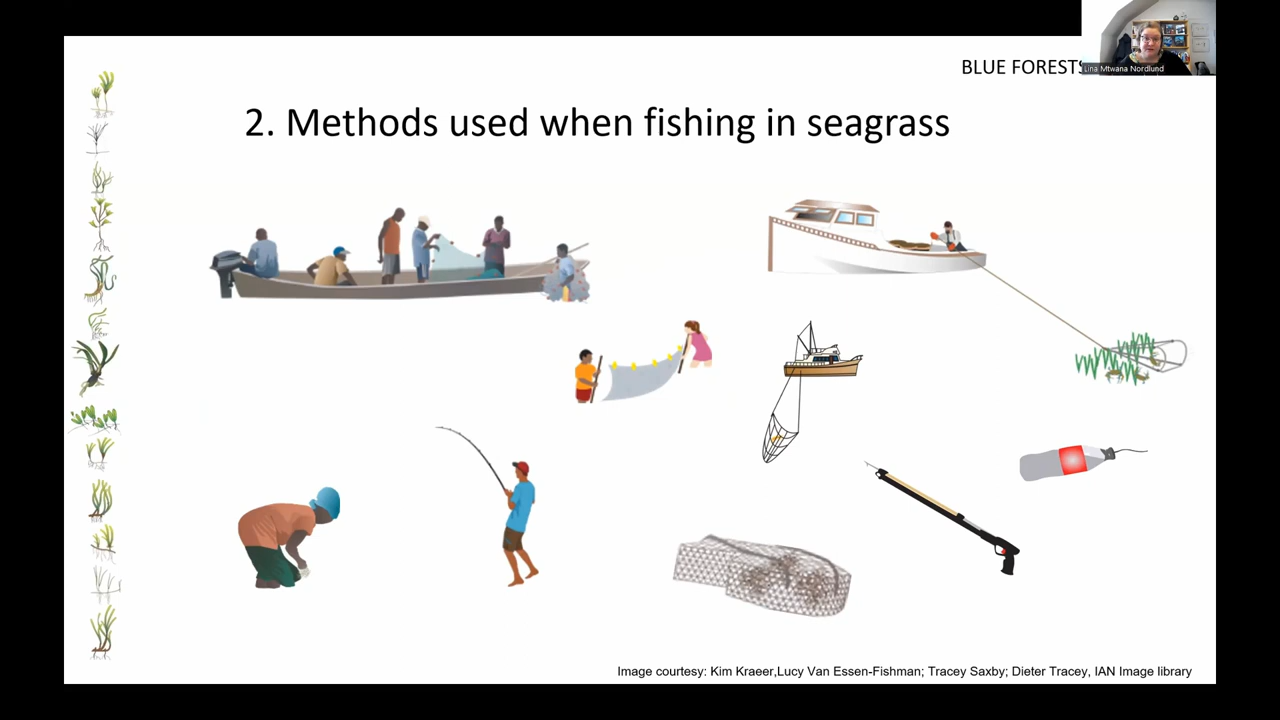 BLUE FORESTS
Lina Mtwana Nordlund
2. Methods used when fishing in seagrass
Image courtesy: Kim Kraeer,Lucy Van Essen-Fishman; Tracey Saxby; Dieter Tracey, IAN Image library